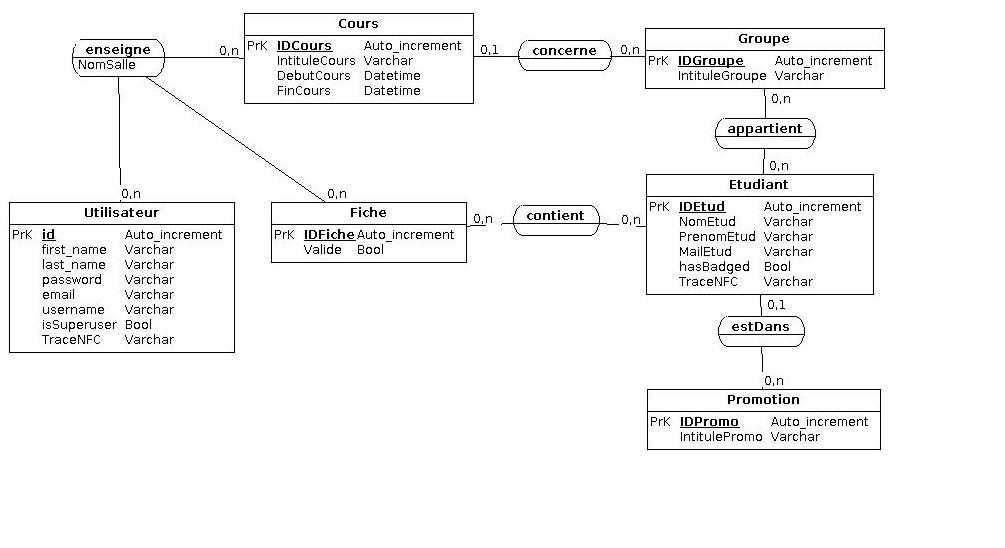 Cours
PrK IDCours Auto_increment
IntituleCours Varchar
DebutCours Datetime
FinCours Datetime
enseigne
NomSalle
0,n
0,1
concerne
0,n
Groupe
PrK IDGroupe Auto_increment
IntituleGroupe Varchar
0,n
appartient
0,n
Etudiant
PrK IDEtud Auto_increment
NomEtud Varchar
PrenomEtud Varchar
MailEtud Varchar
hasBadged Bool
TraceNFC Varchar
0,n
Utilisateur
PrK id Auto_increment
first_name Varchar
last_name Varchar
password Varchar
email Varchar
username Varchar
isSuperuser Bool
TraceNFC Varchar
0,n
Fiche
PrK IDFiche Auto_increment
Valide Bool
0,n
contient
0,n
0,1
estDans
0,n
Promotion
PrK IDPromo Auto_increment
IntitulePromo Varchar